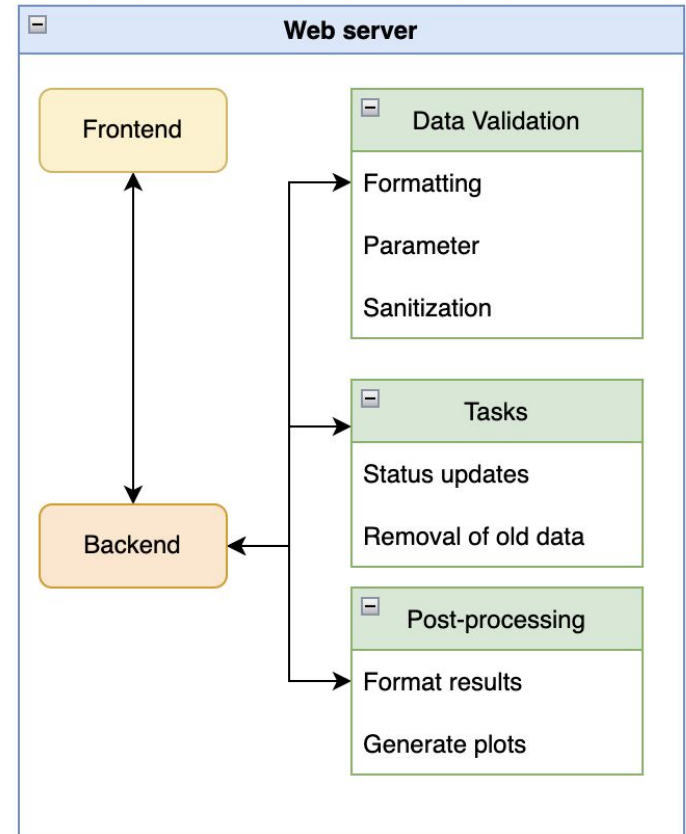 Web server
Frontend
Data Validation
Formatting
Parameter
Sanitization
Tasks
Status updates
Removal of old data
Backend
Post-processing
Format results
Generate plots